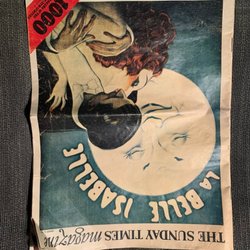 THE SUNDAY TIMES magazine
LA BELLE ISABELLE
1000